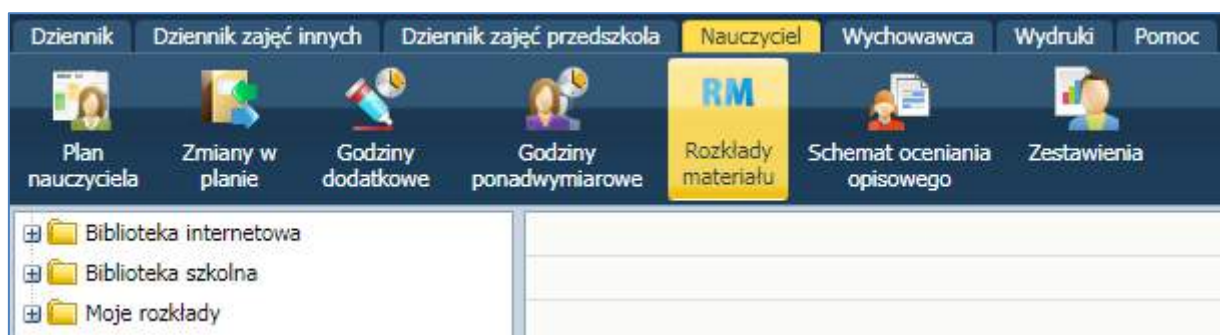 Dziennik Dziennik zajęć innych Dziennik zajęć przedszkola Nauczyciel Wychowawca Wydruki Pomoc
RM
Plan nauczyciela
Zmiany w planie
Godziny dodatkowe
Godziny ponadwymiarowe
Rozkłady materiału
Schemat oceniania opisowego
Zestawienia
Biblioteka internetowa
Biblioteka szkolna
Moje rozkłady